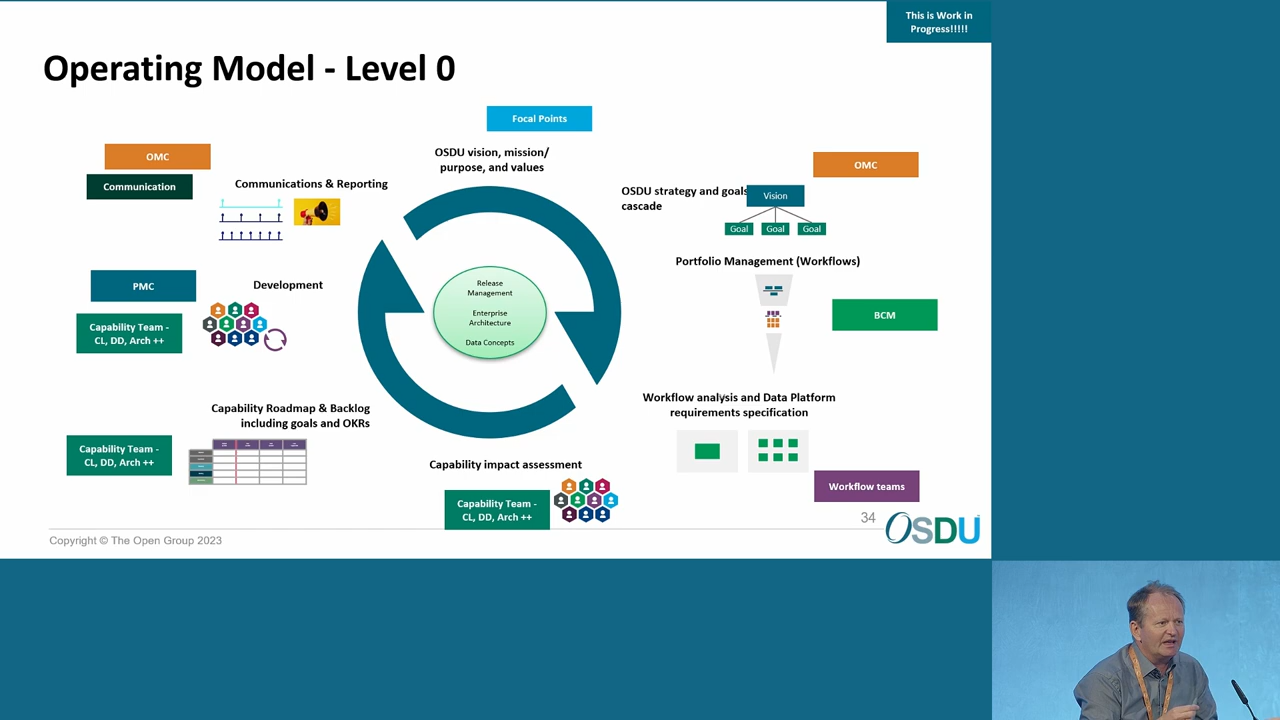 This is Work in
Progress!!!!!
Operating Model - Level 0
Focal Points
OSDU vision, mission/
purpose, and values
OMC
Communication
Communications & Reporting
OMC
OSDU strategy and goals
cascade
Vision
Goal
Goal
Goal
Portfolio Management (Workflows)
BCM
PMC
Development
Capability Team -
CL, DD, Arch ++
Release
Management
Enterprise
Architecture
Data Concepts
Workflow analysis and Data Platform
requirements specification
Workflow teams
Capability Roadmap & Backlog
including goals and OKRs
Capability Team -
CL, DD, Arch ++
Capability impact assessment
Capability Team -
CL, DD, Arch ++
34
OSDU
Copyright © The Open Group 2023